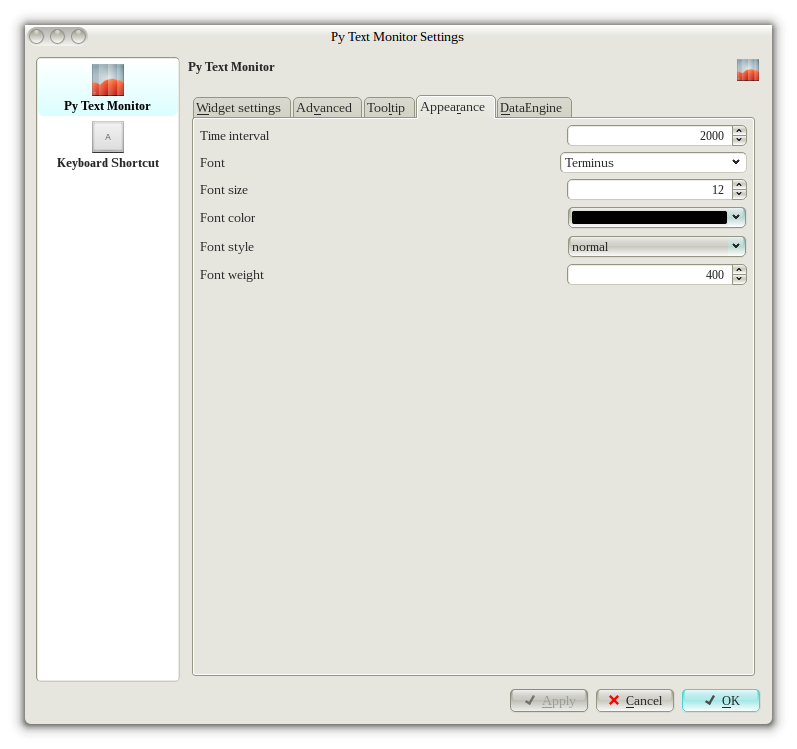 Py Text Monitor Settings
Py Text Monitor
A
Keyboard Shortcut
Py Text Monitor
Widget settings
Advanced
Tooltip
Appearance
DataEngine
Time interval 2000
Font Terminus
Font size 12
Font color
Font style normal
Font weight 400
Apply
Cancel
OK